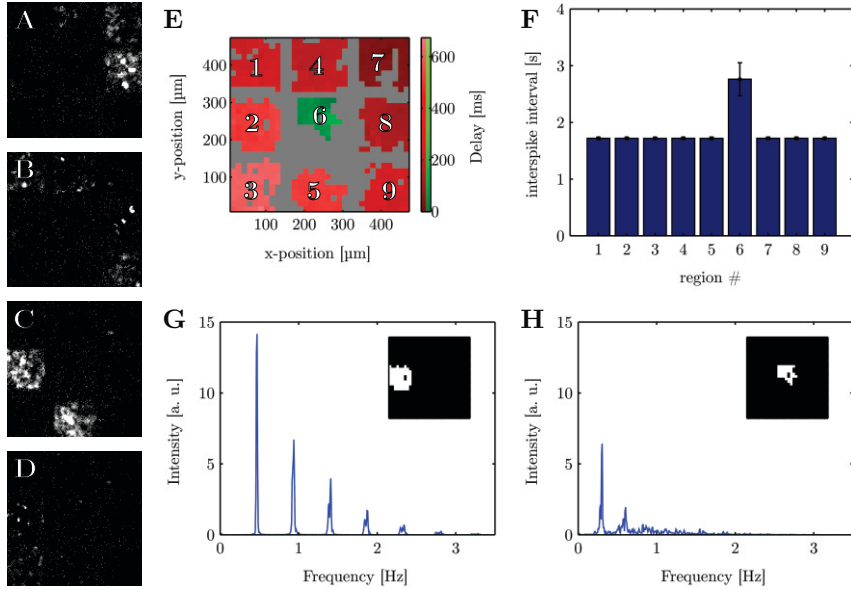 A
B
C
D
E
y-position [µm]
400
300
200
100
1 4 7
2 6 8
3 5 9
100 200 300 400
x-position [µm]
600
400
200
0
Delay [ms]
F
interspike interval [s]
4
3
2
1
0
1 2 3 4 5 6 7 8 9
region #
G
Intensity [a. u.]
15
10
5
0
0 1 2 3
Frequency [Hz]
H
Intensity [a. u.]
15
10
5
0
0 1 2 3
Frequency [Hz]